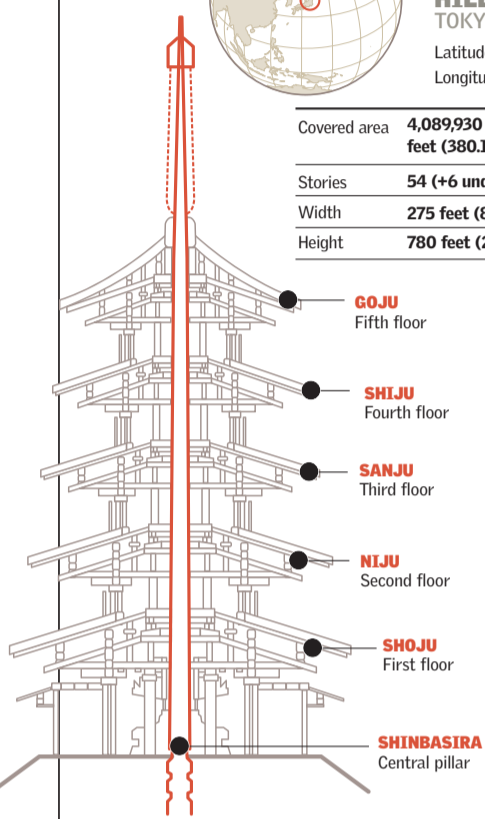 TOKY
Latitud
Longitu
Covered area 4,089,930
feet (380.1
Stories 54 (+6 und
Width 275 feet (8
Height 780 feet (2
GOJU
Fifth floor
SHIJU
Fourth floor
SANJU
Third floor
NIJU
Second floor
SHOJU
First floor
SHINBASIRA
Central pillar